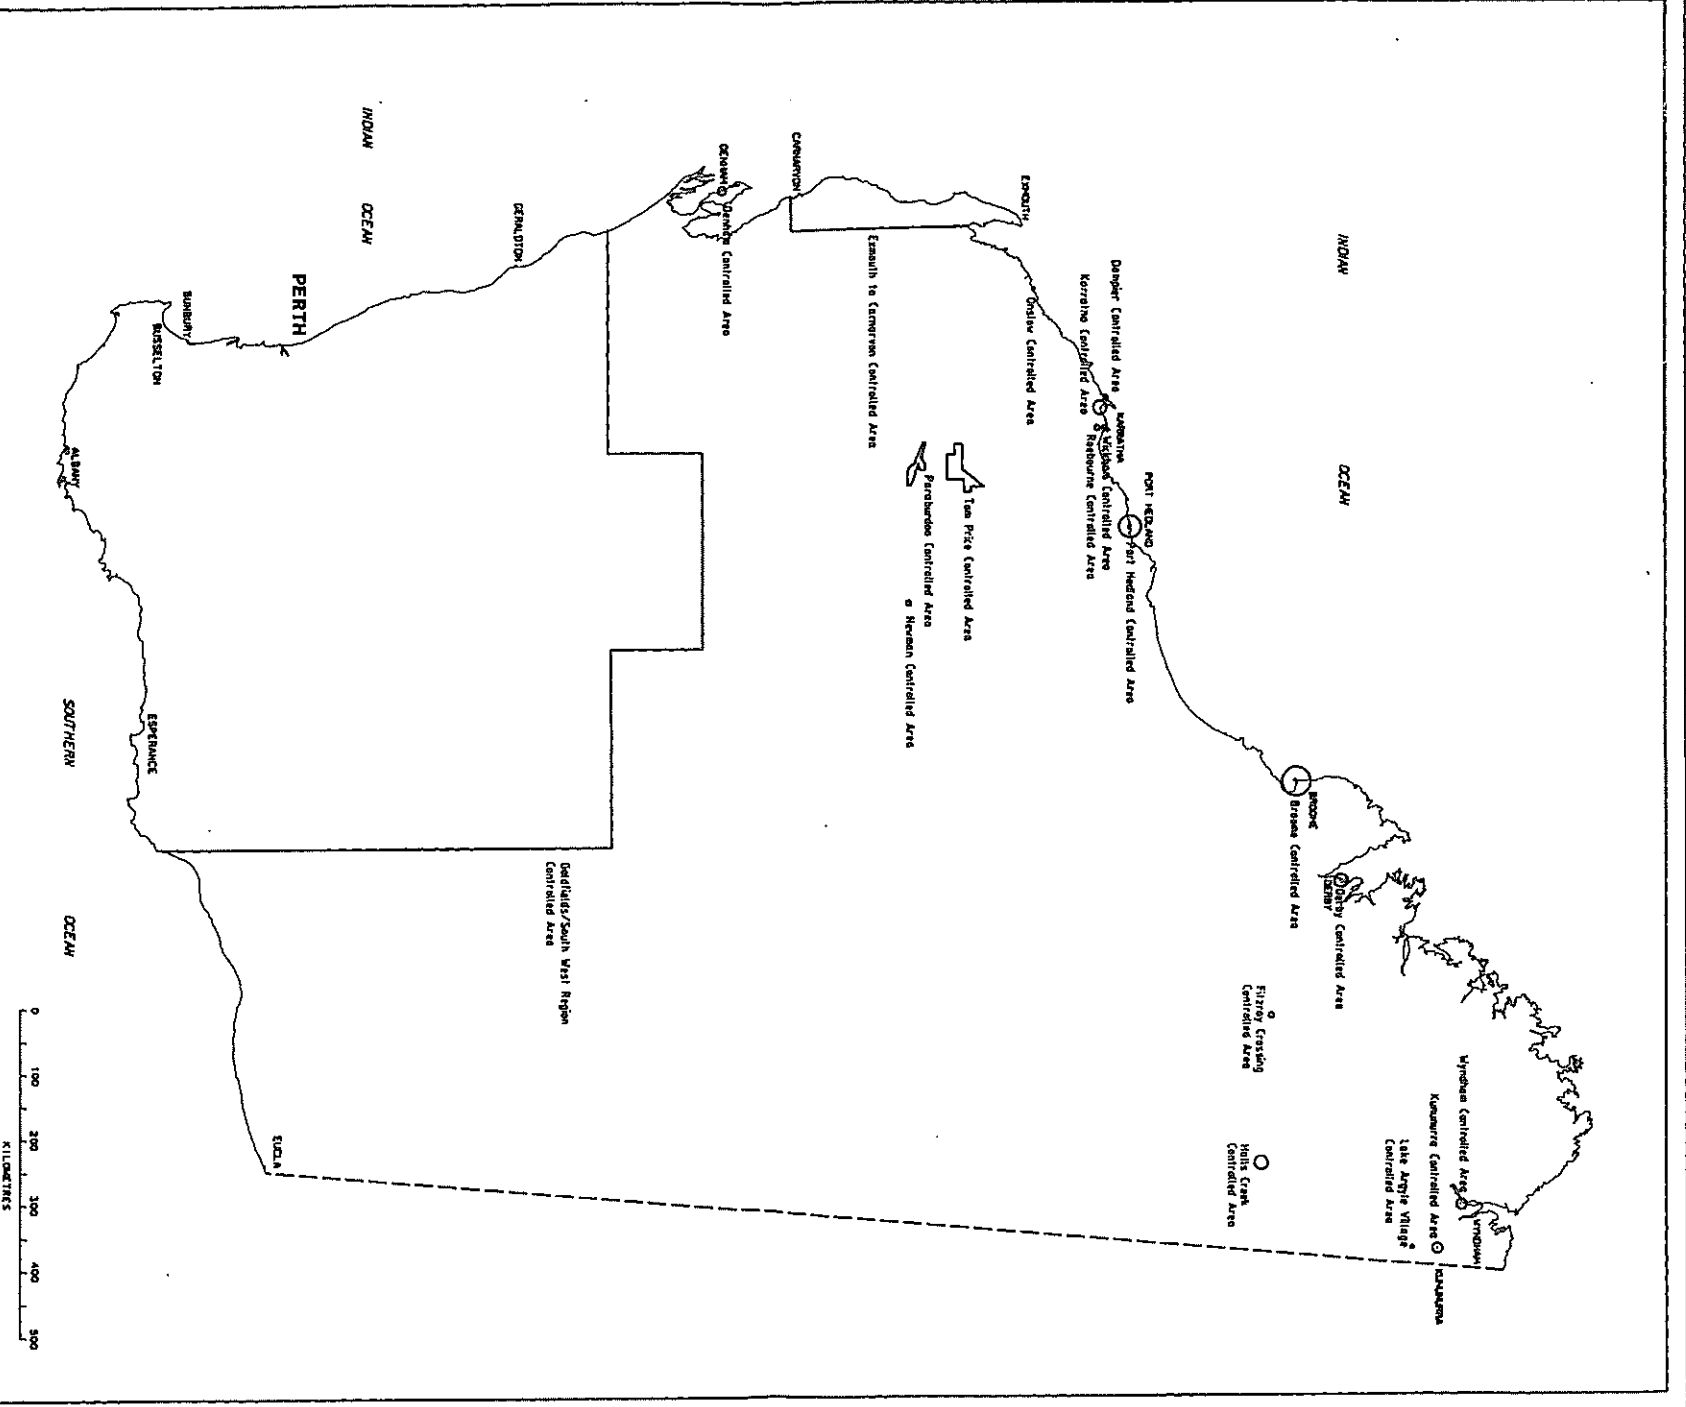 INDIAN OCEAN
WYNDHAM
Wyndham Controlled Area
KUNUNURRA
Kununurra Controlled Area
Lake Argyle Village
Controlled Area
DERBY
Derby Controlled Area
BROOME
Broome Controlled Area
Fitzroy Crossing
Controlled Area
Halls Creek
Controlled Area
PORT HEDLAND
Port Hedland Controlled Area
KARRATHA
Dampier Controlled Area
Wickham Controlled Area
Karratha Controlled Area
Roebourne Controlled Area
EXMOUTH
Onslow Controlled Area
Tom Price Controlled Area
Paraburdoo Controlled Area
Newman Controlled Area
Exmouth to Carnarvon Controlled Area
CARNARVON
DENHAM
Denham Controlled Area
Goldfields/South West Region
Controlled Area
GERALDTON
INDIAN OCEAN
PERTH
EUCLA
BUNBURY
BUSSELTON
ESPERANCE
ALBANY
SOUTHERN OCEAN
0 100 200 300 400 500
KILOMETRES